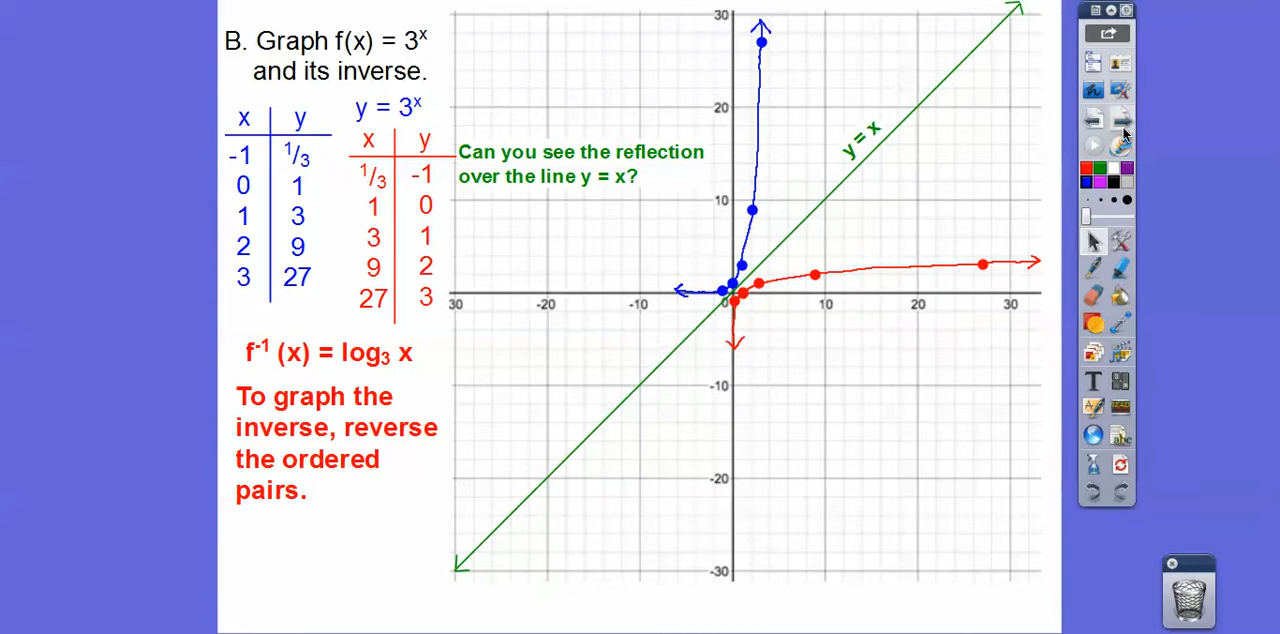 B. Graph f(x) = 3ˣ
and its inverse.
y = 3ˣ
x y
-1 ¹/₃
0 1
1 3
2 9
3 27
x y
¹/₃ -1
1 0
3 1
9 2
27 3
f⁻¹ (x) = log₃ x
To graph the
inverse, reverse
the ordered
pairs.
Can you see the reflection
over the line y = x?
y = x
30
20
10
30 -20 -10 0 10 20 30
-10
-20
-30